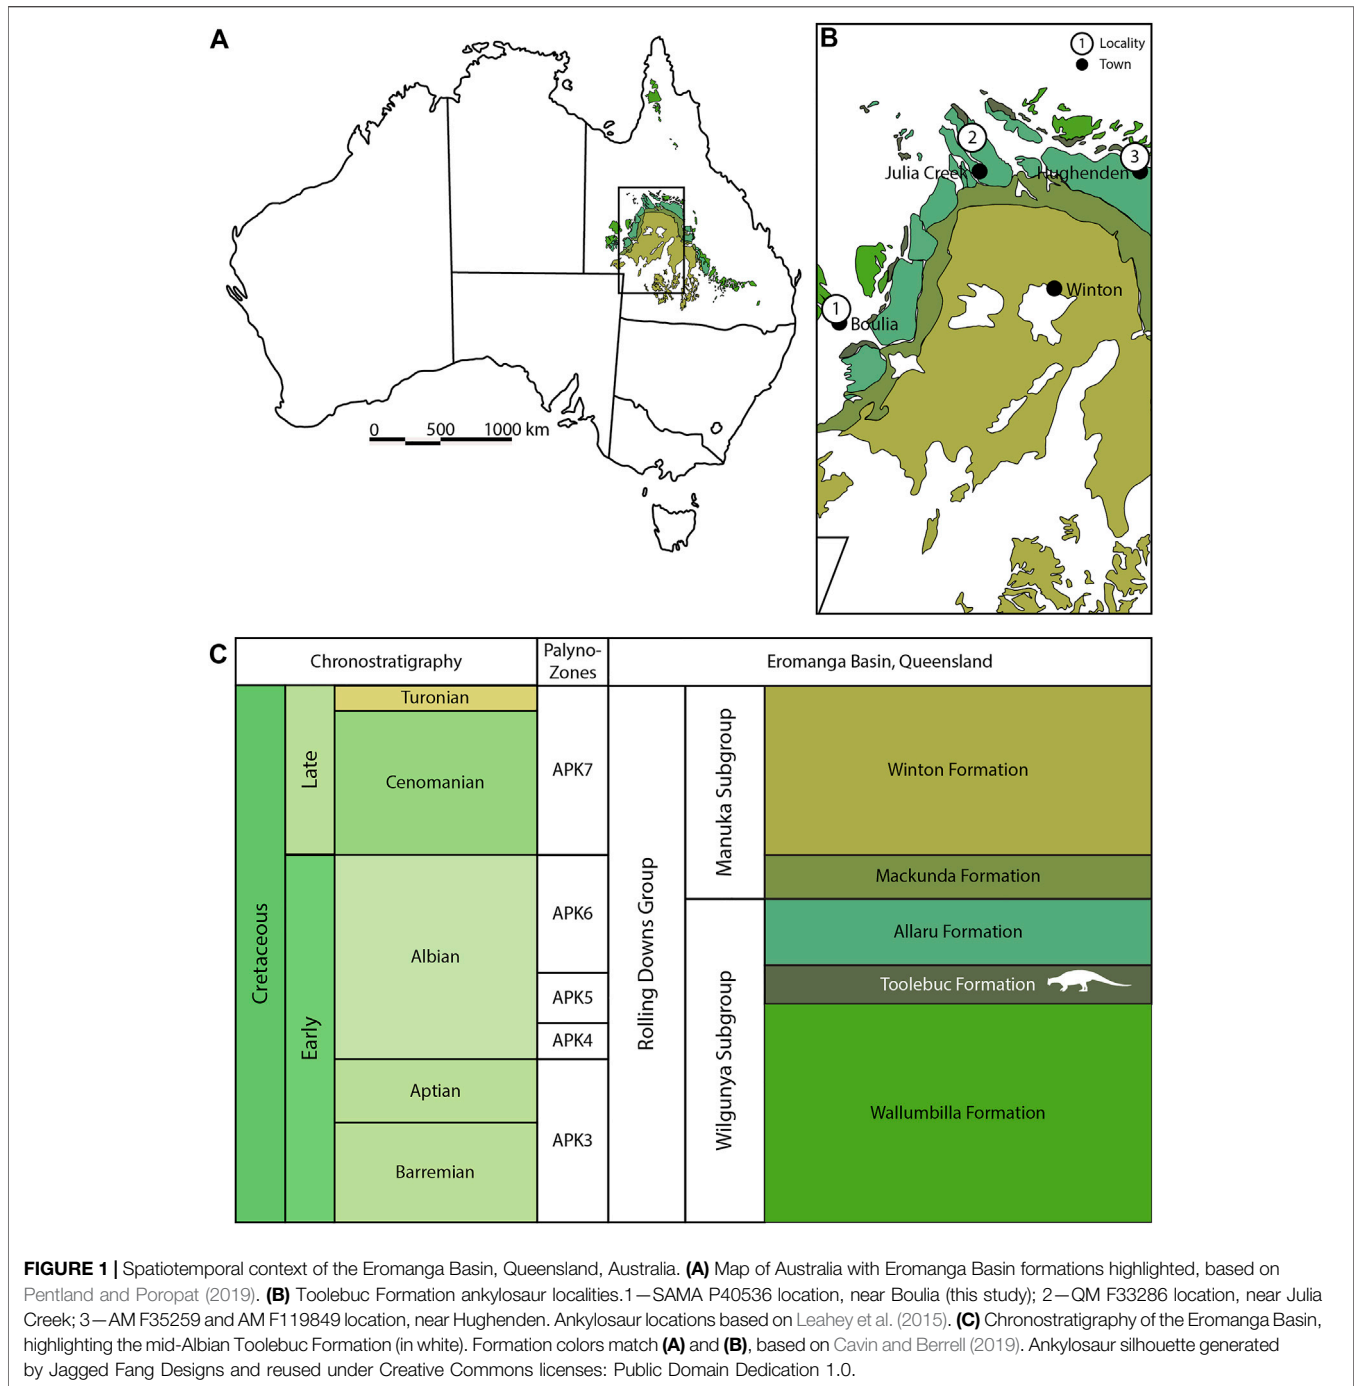 A
0 500 1000 km
B
1 Locality
Town
2
3
Julia Creek
Hughenden
Winton
1
Boulia
C
Chronostratigraphy
Palyno-
Zones
Eromanga Basin, Queensland
Cretaceous
Late
Early
Turonian
Cenomanian
Albian
Aptian
Barremian
APK7
APK6
APK5
APK4
APK3
Rolling Downs Group
Manuka Subgroup
Wilgunya Subgroup
Winton Formation
Mackunda Formation
Allaru Formation
Toolebuc Formation
Wallumbilla Formation
FIGURE 1 | Spatiotemporal context of the Eromanga Basin, Queensland, Australia. (A) Map of Australia with Eromanga Basin formations highlighted, based on
Pentland and Poropat (2019). (B) Toolebuc Formation ankylosaur localities.1—SAMA P40536 location, near Boulia (this study); 2—QM F33286 location, near Julia
Creek; 3—AM F35259 and AM F119849 location, near Hughenden. Ankylosaur locations based on Leahey et al. (2015). (C) Chronostratigraphy of the Eromanga Basin,
highlighting the mid-Albian Toolebuc Formation (in white). Formation colors match (A) and (B), based on Cavin and Berrell (2019). Ankylosaur silhouette generated
by Jagged Fang Designs and reused under Creative Commons licenses: Public Domain Dedication 1.0.